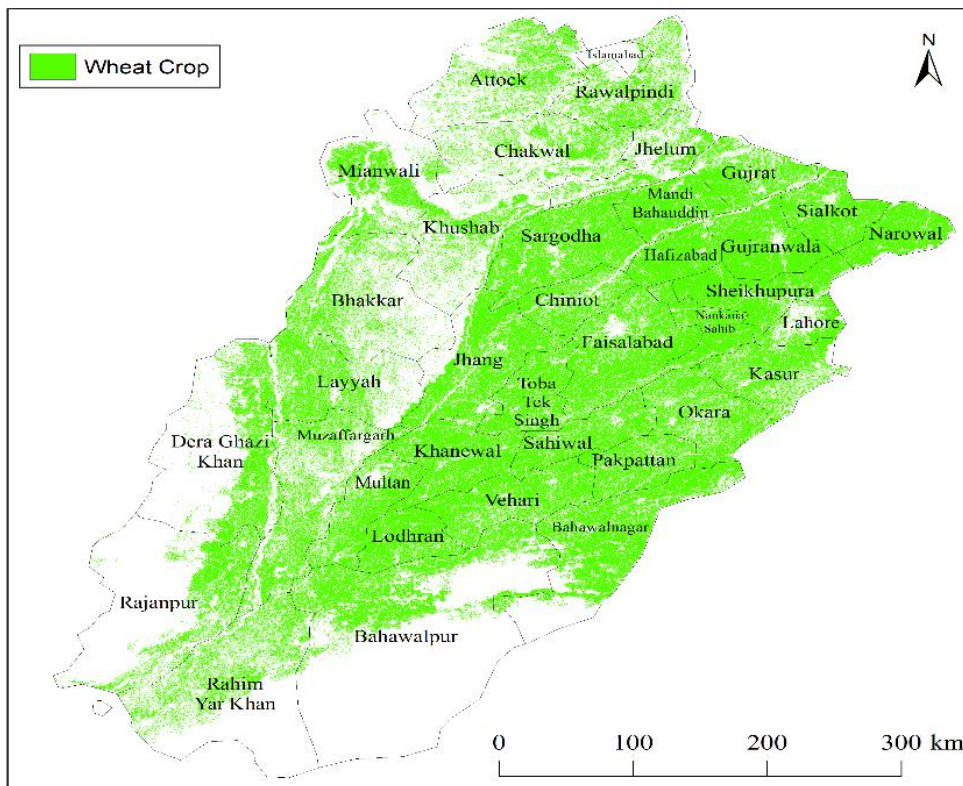 Wheat Crop
N
Islamabad
Attock
Rawalpindi
Chakwal
Jhelum
Mianwali
Gujrat
Mandi
Bahauddin
Sialkot
Khushab
Sargodha
Narowal
Hafizabad
Gujranwala
Bhakkar
Chiniot
Sheikhupura
Nankana
Sahib
Lahore
Faisalabad
Jhang
Kasur
Layyah
Toba
Tek
Singh
Okara
Muzaffargarh
Dera Ghazi
Khan
Khanewal
Sahiwal
Pakpattan
Multan
Vehari
Bahawalnagar
Lodhran
Rajanpur
Bahawalpur
Rahim
Yar Khan
0 100 200 300 km